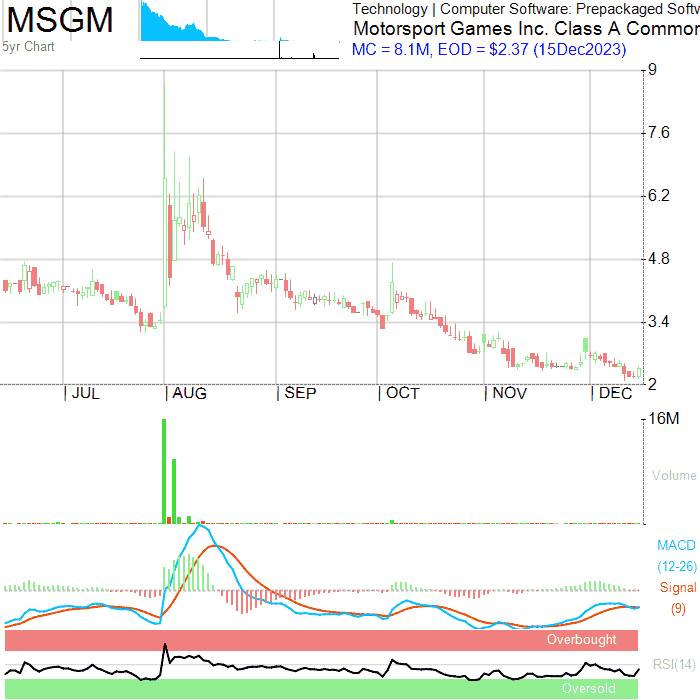 MSGM
5yr Chart
Technology | Computer Software: Prepackaged Softw
Motorsport Games Inc. Class A Common
MC = 8.1M, EOD = $2.37 (15Dec2023)
9
7.6
6.2
4.8
3.4
2
| JUL | AUG | SEP | OCT | NOV | DEC
16M
Volume
MACD
(12-26)
Signal
(9)
Overbought
RSI(14)
Oversold